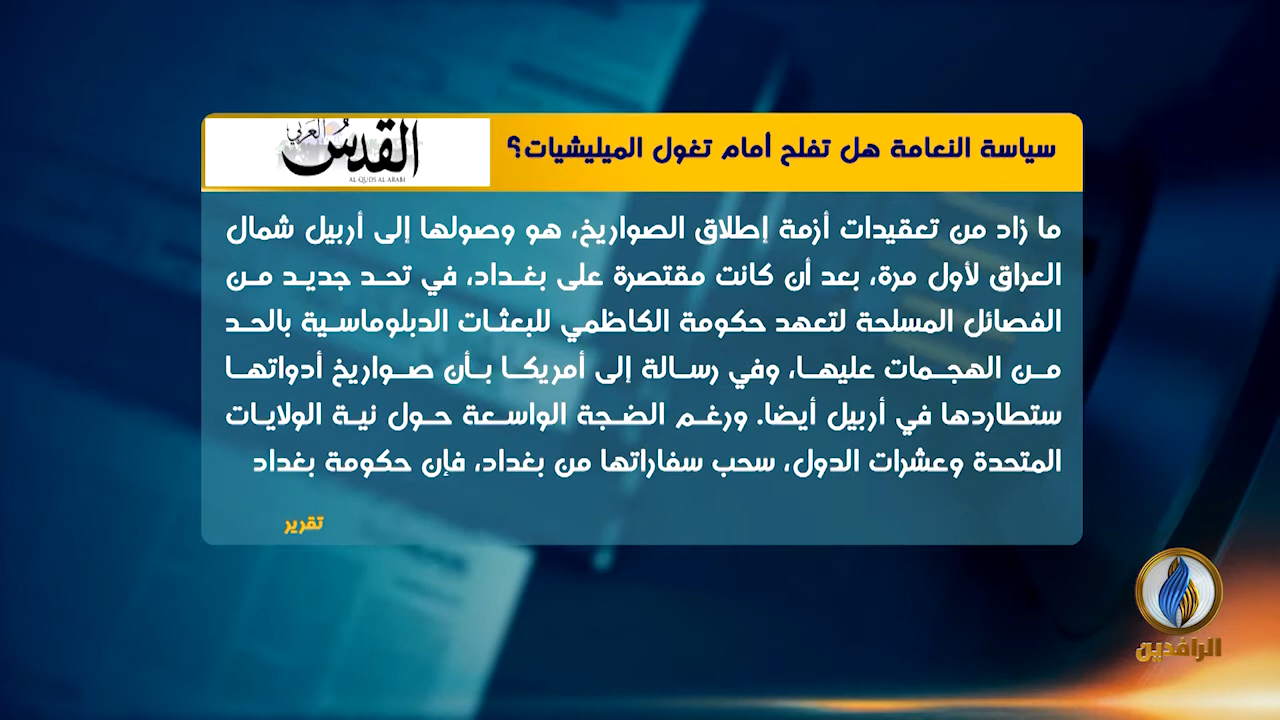 سياسة النعامة هل تفلح أمام تغول الميليشيات؟
القدس العربي
AL-QUDS AL-ARABI
ما زاد من تعقيدات أزمة إطلاق الصواريخ، هو وصولها إلى أربيل شمال
العراق لأول مرة، بعد أن كانت مقتصرة على بغداد، في تحد جديد من
الفصائل المسلحة لتعهد حكومة الكاظمي للبعثات الدبلوماسية بالحد
من الهجمات عليها، وفي رسالة إلى أمريكا بأن صواريخ أدواتها
ستطاردها في أربيل أيضا. ورغم الضجة الواسعة حول نية الولايات
المتحدة وعشرات الدول، سحب سفاراتها من بغداد، فإن حكومة بغداد
تقرير
الرافدين